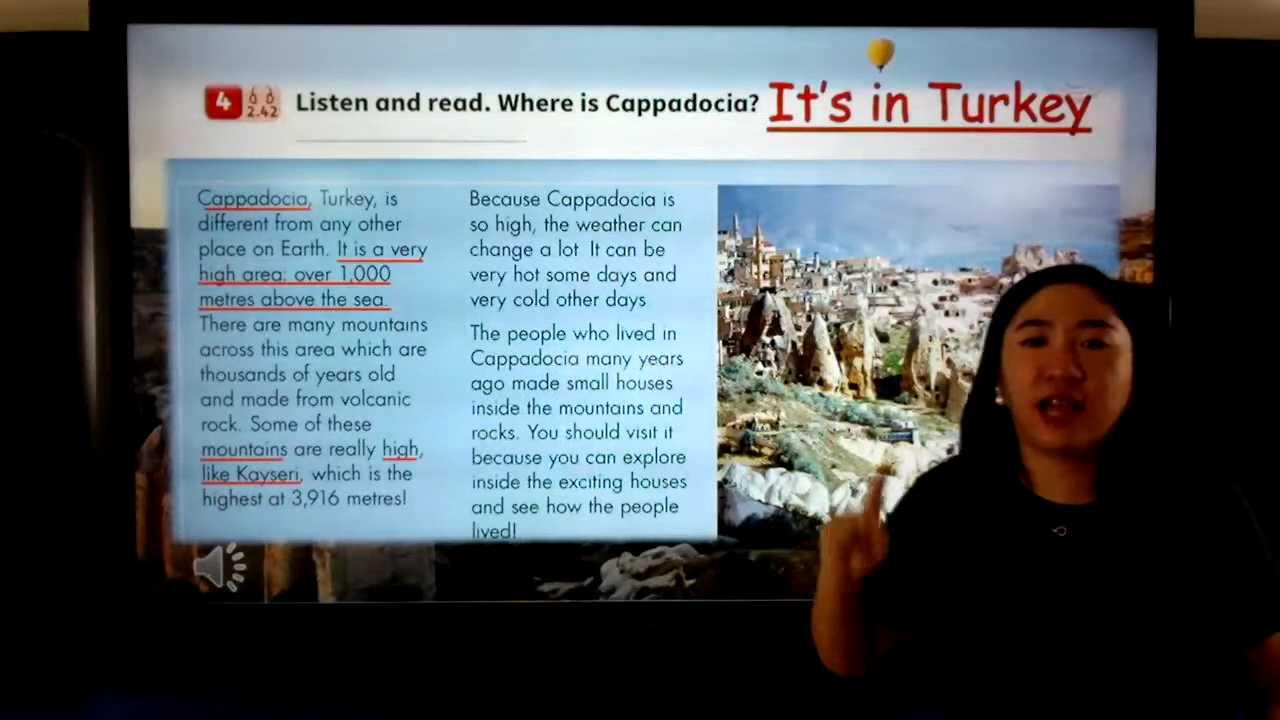 4 2.42 Listen and read. Where is Cappadocia? It's in Turkey
Cappadocia, Turkey, is
different from any other
place on Earth. It is a very
high area: over 1,000
metres above the sea.
There are many mountains
across this area which are
thousands of years old
and made from volcanic
rock. Some of these
mountains are really high,
like Kayseri, which is the
highest at 3,916 metres!
Because Cappadocia is
so high, the weather can
change a lot. It can be
very hot some days and
very cold other days.
The people who lived in
Cappadocia many years
ago made small houses
inside the mountains and
rocks. You should visit it
because you can explore
inside the exciting houses
and see how the people
lived!